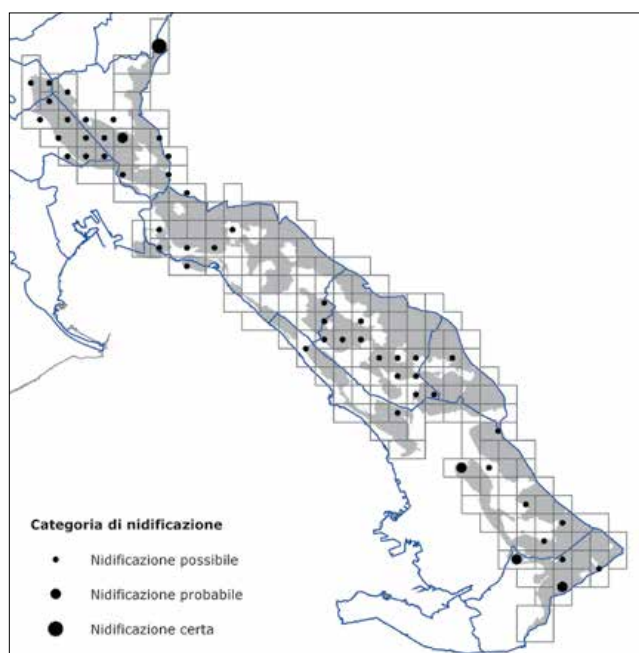 Categoria di nidificazione
Nidificazione possibile
Nidificazione probabile
Nidificazione certa